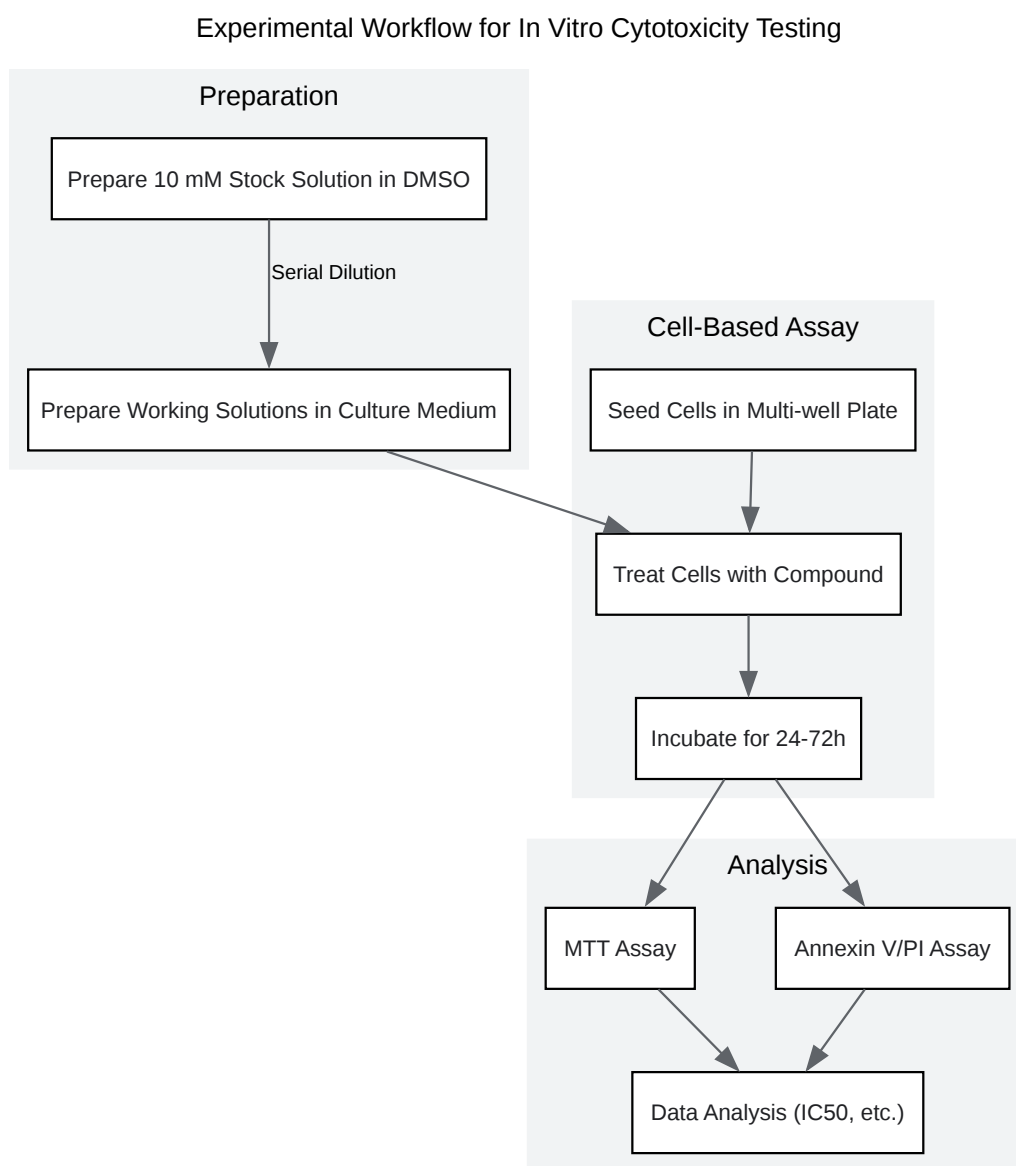 Experimental Workflow for In Vitro Cytotoxicity Testing
Preparation
Prepare 10 mM Stock Solution in DMSO
Serial Dilution
Prepare Working Solutions in Culture Medium
Cell-Based Assay
Seed Cells in Multi-well Plate
Treat Cells with Compound
Incubate for 24-72h
Analysis
MTT Assay
Annexin V/PI Assay
Data Analysis (IC50, etc.)